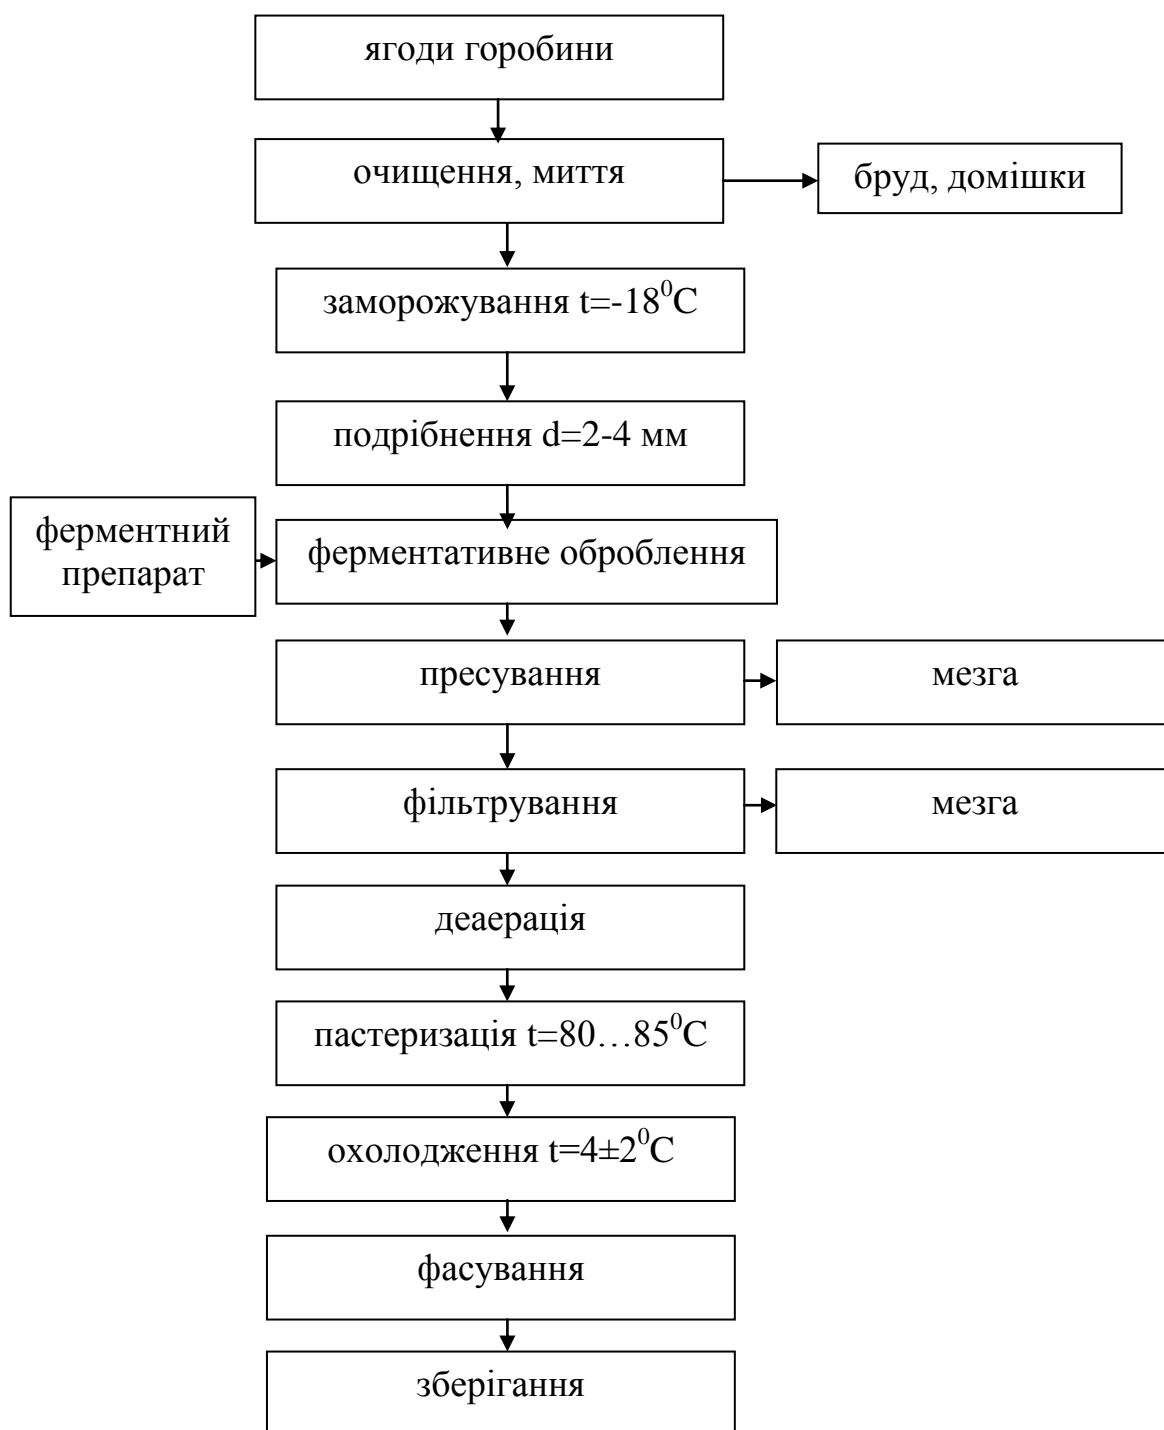 ягоди горобини
очищення, миття
бруд, домішки
заморожування t=-18⁰С
подрібнення d=2-4 мм
ферментний
препарат
ферментативне оброблення
пресування
мезга
фільтрування
мезга
деаерація
пастеризація t=80…85⁰С
охолодження t=4±2⁰С
фасування
зберігання